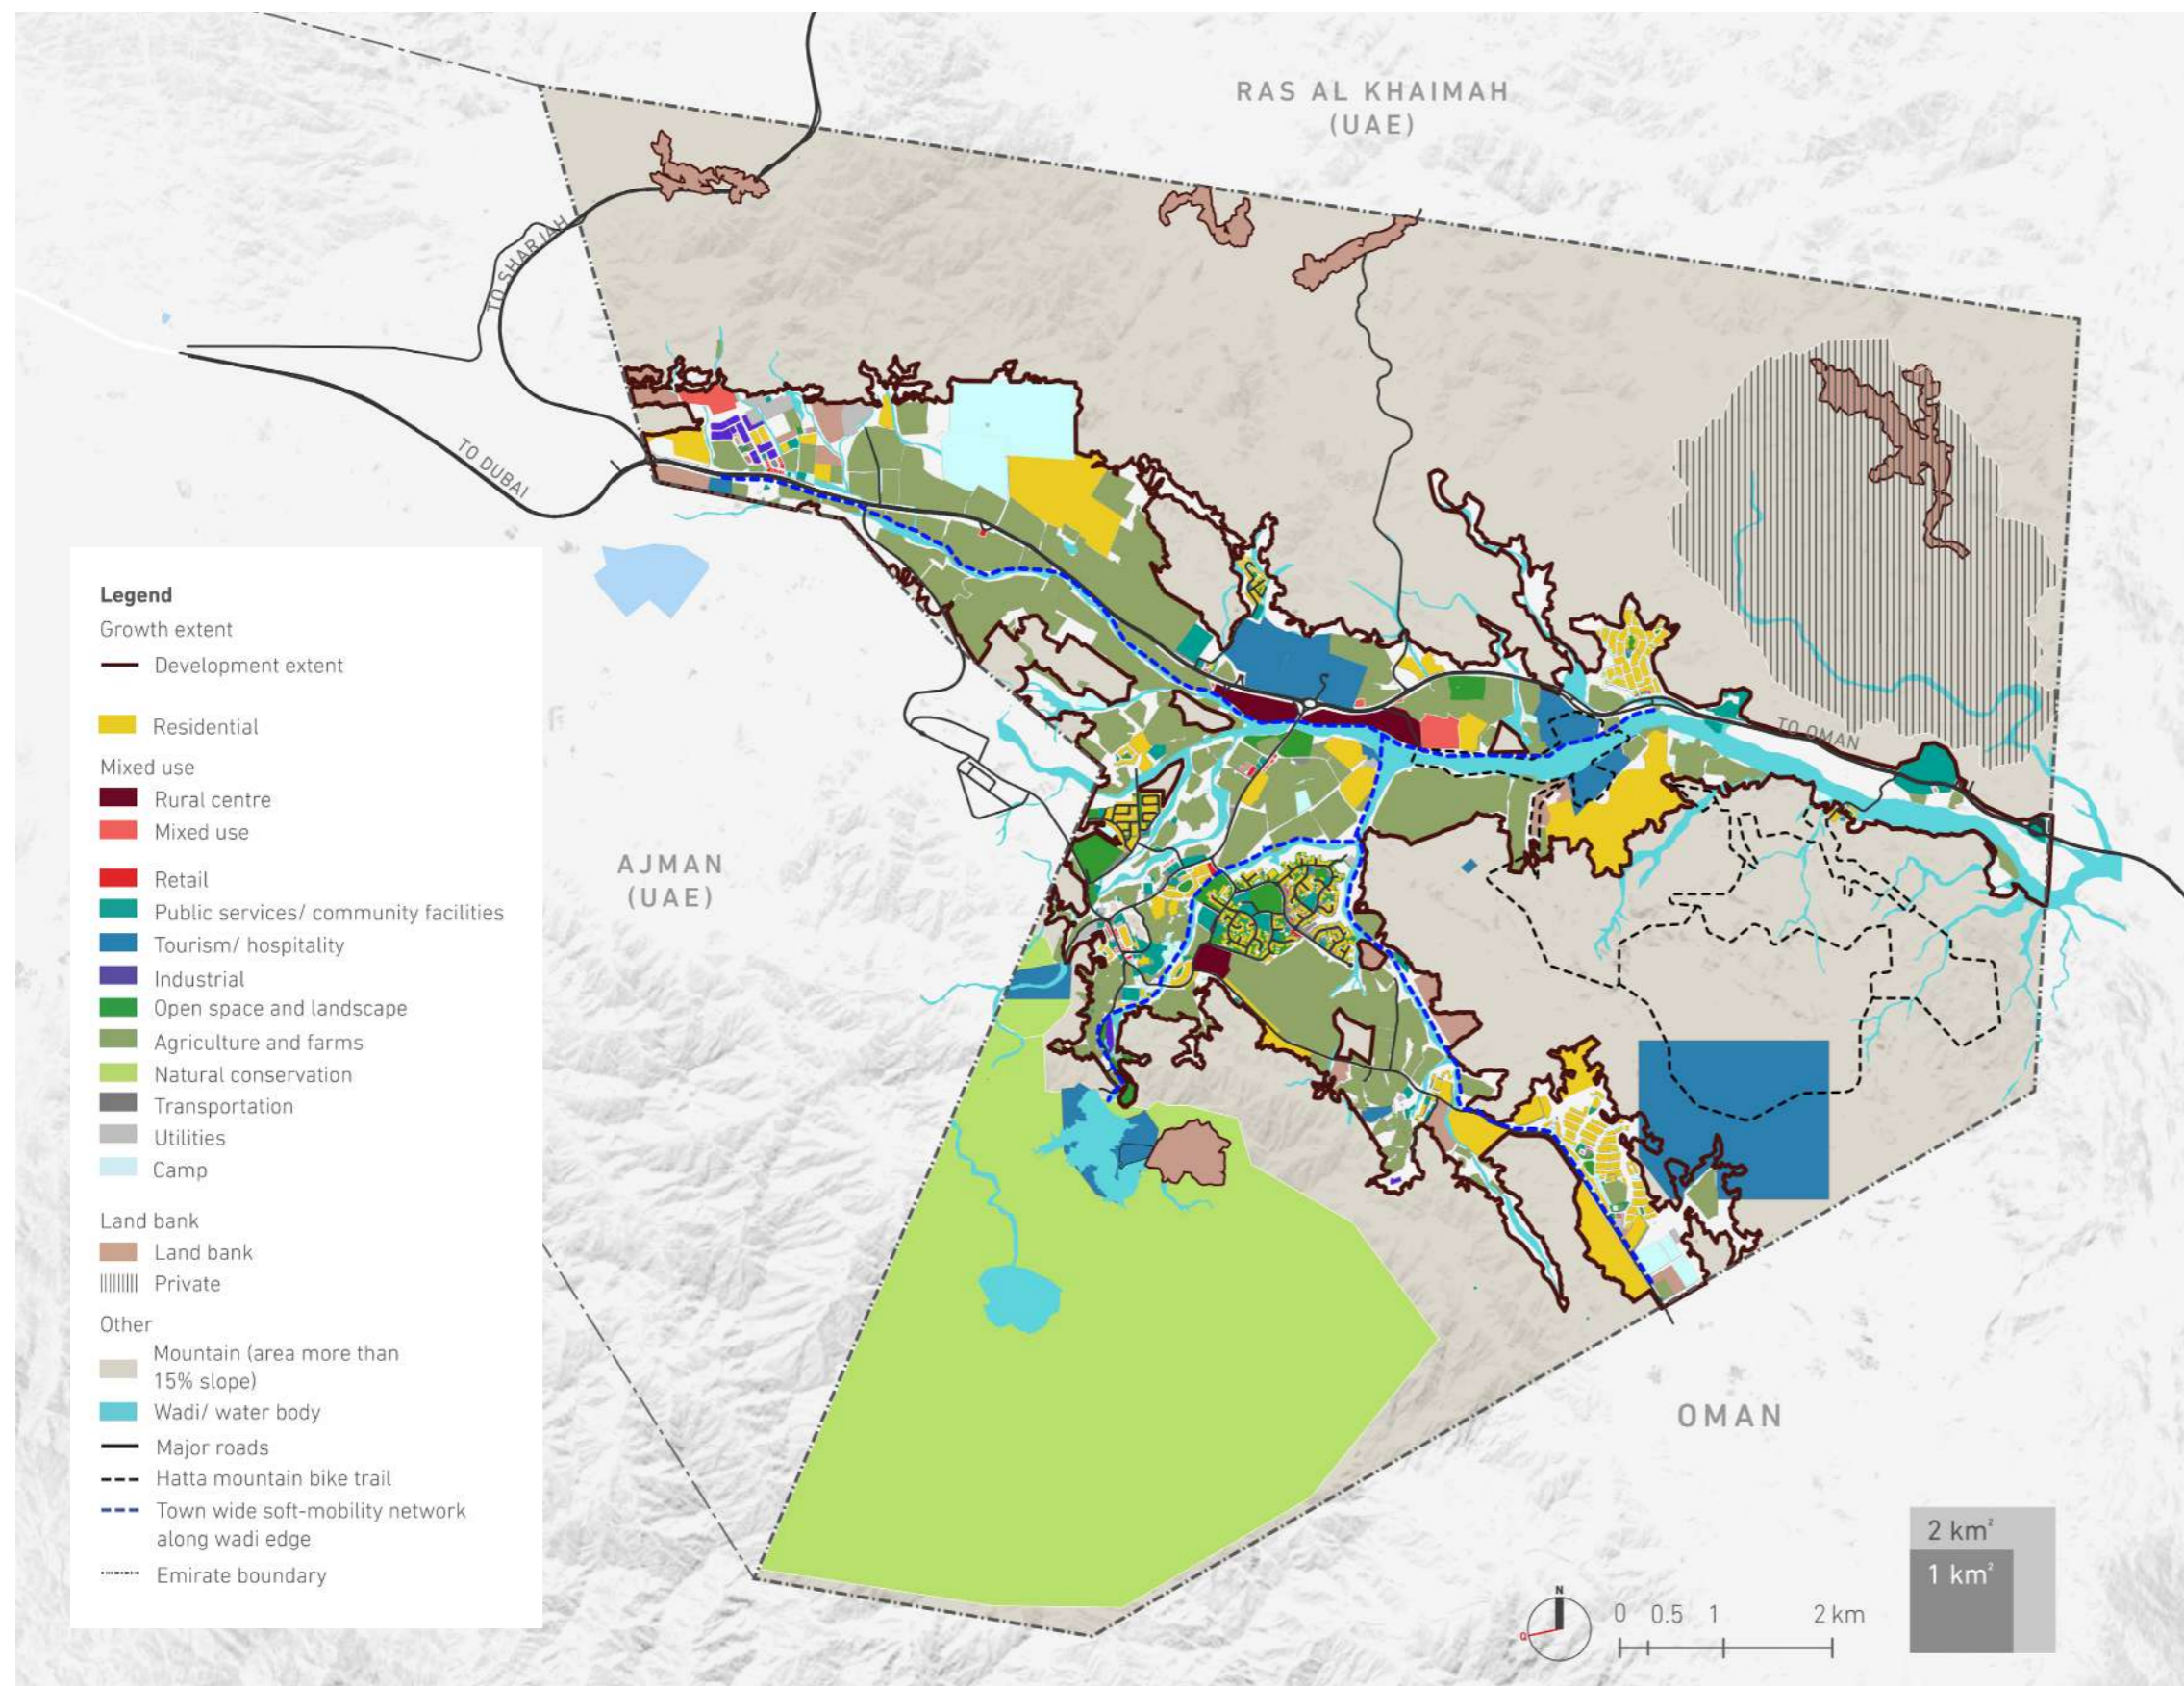 RAS AL KHAIMAH
(UAE)
TO SHARJAH
TO DUBAI
TO OMAN
AJMAN
(UAE)
OMAN
Legend
Growth extent
Development extent
Residential
Mixed use
Rural centre
Mixed use
Retail
Public services/ community facilities
Tourism/ hospitality
Industrial
Open space and landscape
Agriculture and farms
Natural conservation
Transportation
Utilities
Camp
Land bank
Land bank
Private
Other
Mountain (area more than
15% slope)
Wadi/ water body
Major roads
Hatta mountain bike trail
Town wide soft-mobility network
along wadi edge
Emirate boundary
N
Q
0 0.5 1 2 km
2 km²
1 km²